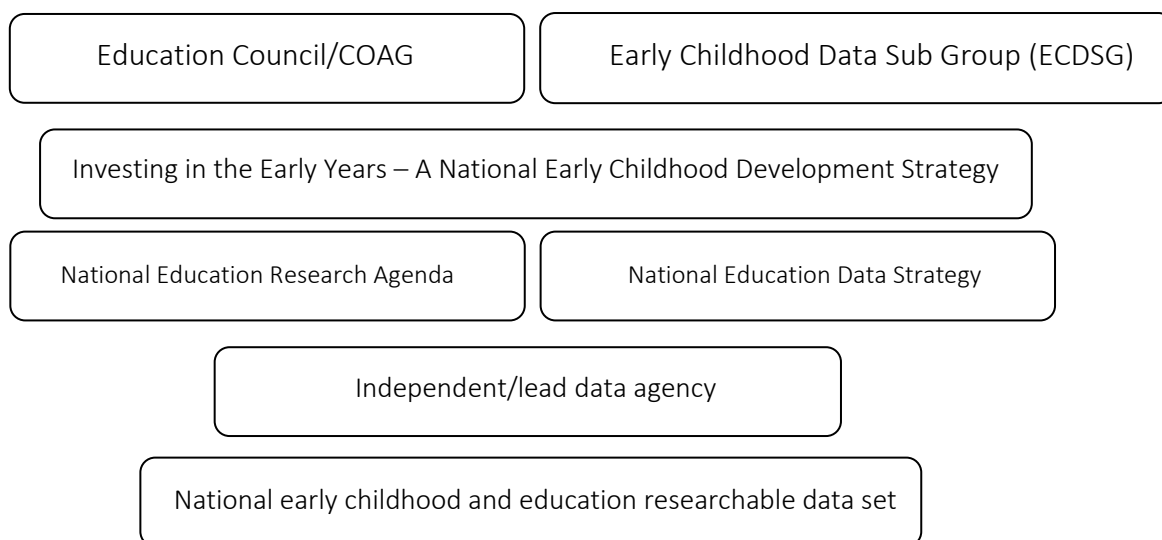 Education Council/COAG
Early Childhood Data Sub Group (ECDSG)
Investing in the Early Years – A National Early Childhood Development Strategy
National Education Research Agenda
National Education Data Strategy
Independent/lead data agency
National early childhood and education researchable data set